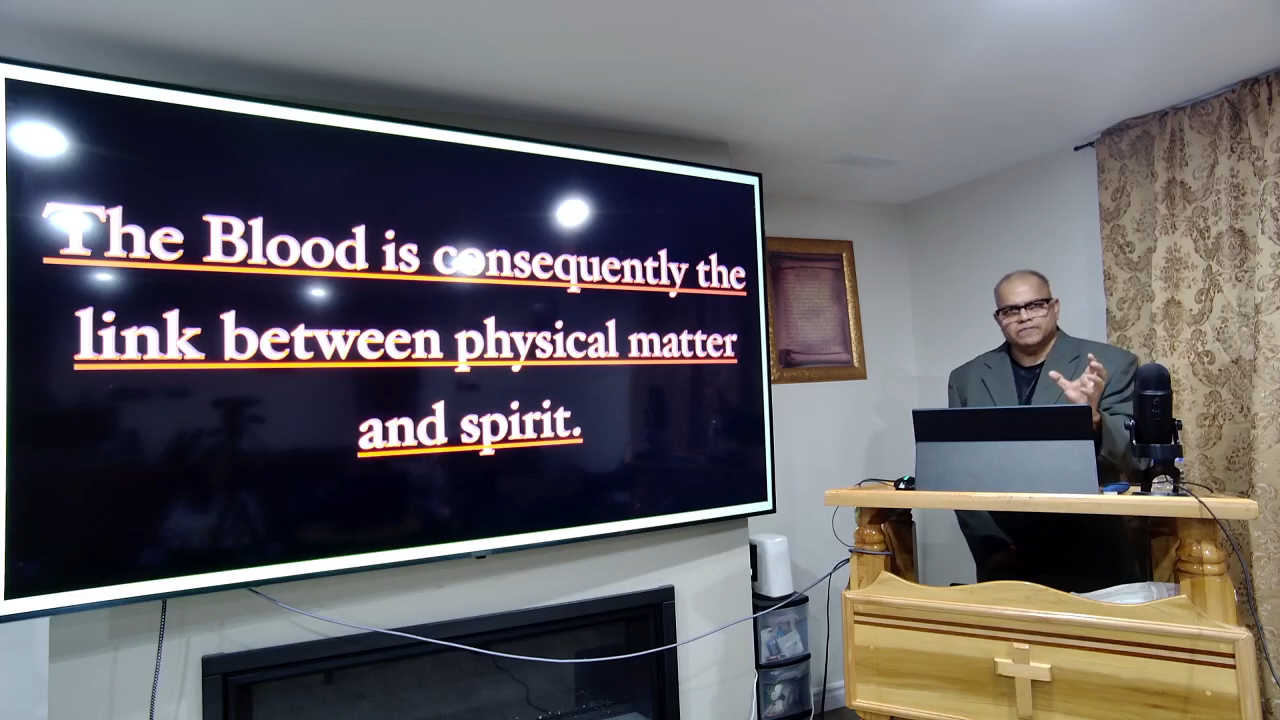 The Blood is consequently the
link between physical matter
and spirit.